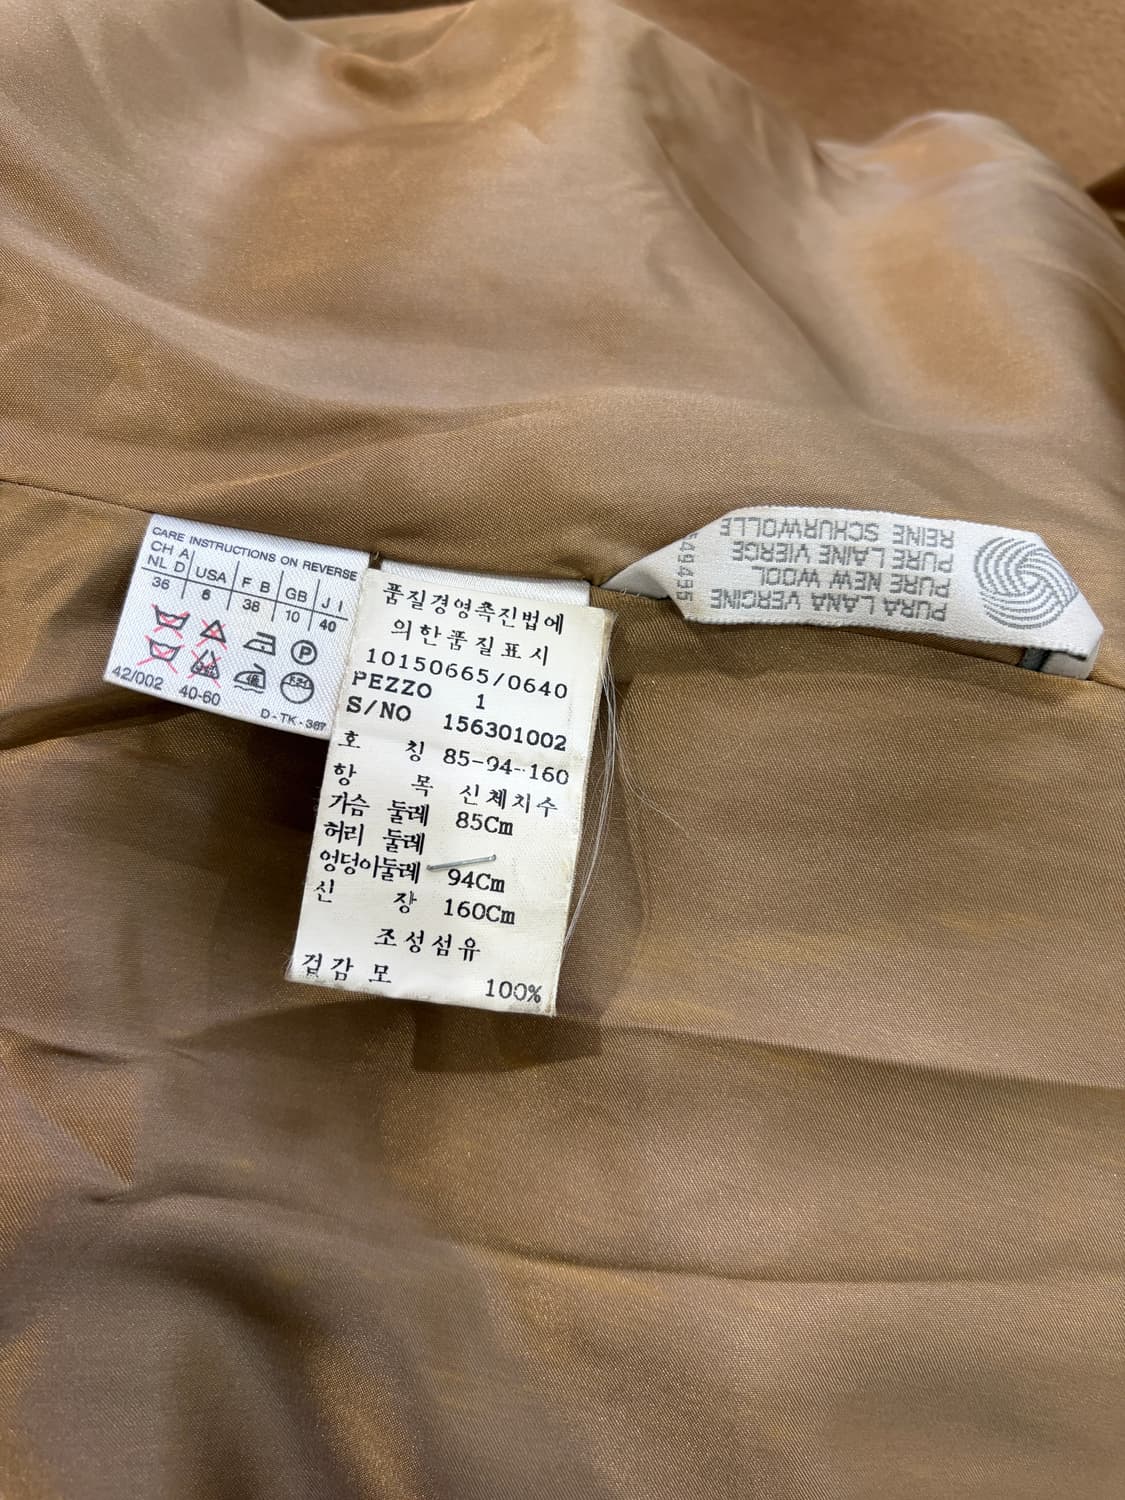 CARE INSTRUCTIONS ON REVERSE
CH A
NL D USA F B GB J I
36 6 38 10 40
P
42/002 40-60 D-TK-367
품질경영촉진법에
의한품질표시
10150665/0640
PEZZO 1
S/NO 156301002
호 칭 85-94-160
항 목 신체치수
가슴 둘레 85Cm
허리 둘레
엉덩이둘레 94Cm
신 장 160Cm
조성섬유
겉감 모 100%
PURA LANA VERGINE
PURE NEW WOOL
PURE LAINE VIERGE
REINE SCHURWOLLE